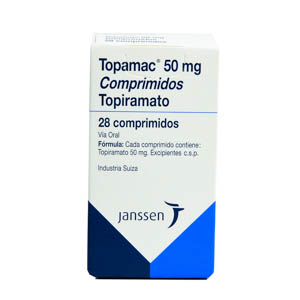 Topamac® 50 mg
Comprimidos
Topiramato
28 comprimidos
Vía Oral
Fórmula: Cada comprimido contiene:
Topiramato 50 mg. Excipientes c.s.p.
Industria Suiza
janssen